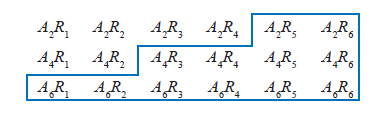 A₂R₁ A₂R₂ A₂R₃ A₂R₄ A₂R₅ A₂R₆
A₄R₁ A₄R₂ A₄R₃ A₄R₄ A₄R₅ A₄R₆
A₆R₁ A₆R₂ A₆R₃ A₆R₄ A₆R₅ A₆R₆